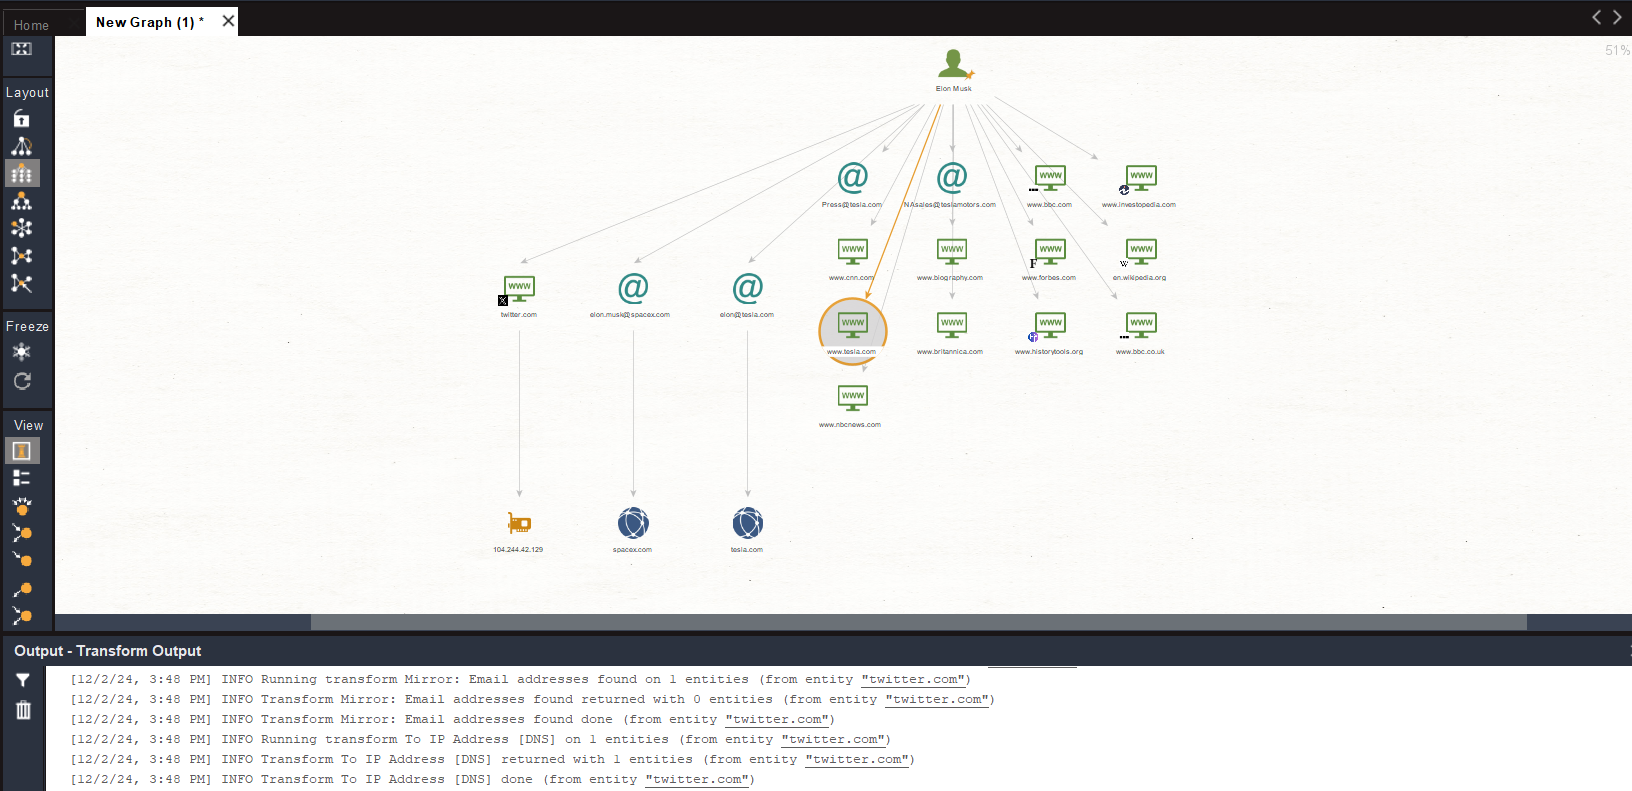 Home
New Graph (1) *
51%
Layout
Freeze
View
Elon Musk
Press@tesla.com
NAsales@teslamotors.com
www.bbc.com
www.investopedia.com
www.cnn.com
www.biography.com
www.forbes.com
en.wikipedia.org
twitter.com
elon.musk@spacex.com
elon@tesla.com
www.tesla.com
www.britannica.com
www.historytools.org
www.bbc.co.uk
www.nbcnews.com
104.244.42.129
spacex.com
tesla.com
Output - Transform Output
[12/2/24, 3:48 PM] INFO Running transform Mirror: Email addresses found on 1 entities (from entity "twitter.com")
[12/2/24, 3:48 PM] INFO Transform Mirror: Email addresses found returned with 0 entities (from entity "twitter.com")
[12/2/24, 3:48 PM] INFO Transform Mirror: Email addresses found done (from entity "twitter.com")
[12/2/24, 3:48 PM] INFO Running transform To IP Address [DNS] on 1 entities (from entity "twitter.com")
[12/2/24, 3:48 PM] INFO Transform To IP Address [DNS] returned with 1 entities (from entity "twitter.com")
[12/2/24, 3:48 PM] INFO Transform To IP Address [DNS] done (from entity "twitter.com")